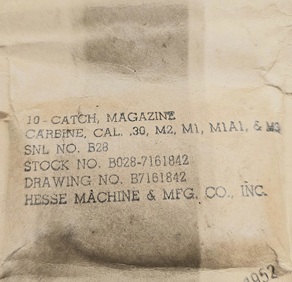 10-CATCH, MAGAZINE
CARBINE, CAL. .30, M2, M1, M1A1, & M3
SNL NO. B28
STOCK NO. B028-7161842
DRAWING NO. B7161842
HESSE MACHINE & MFG. CO., INC.
1952